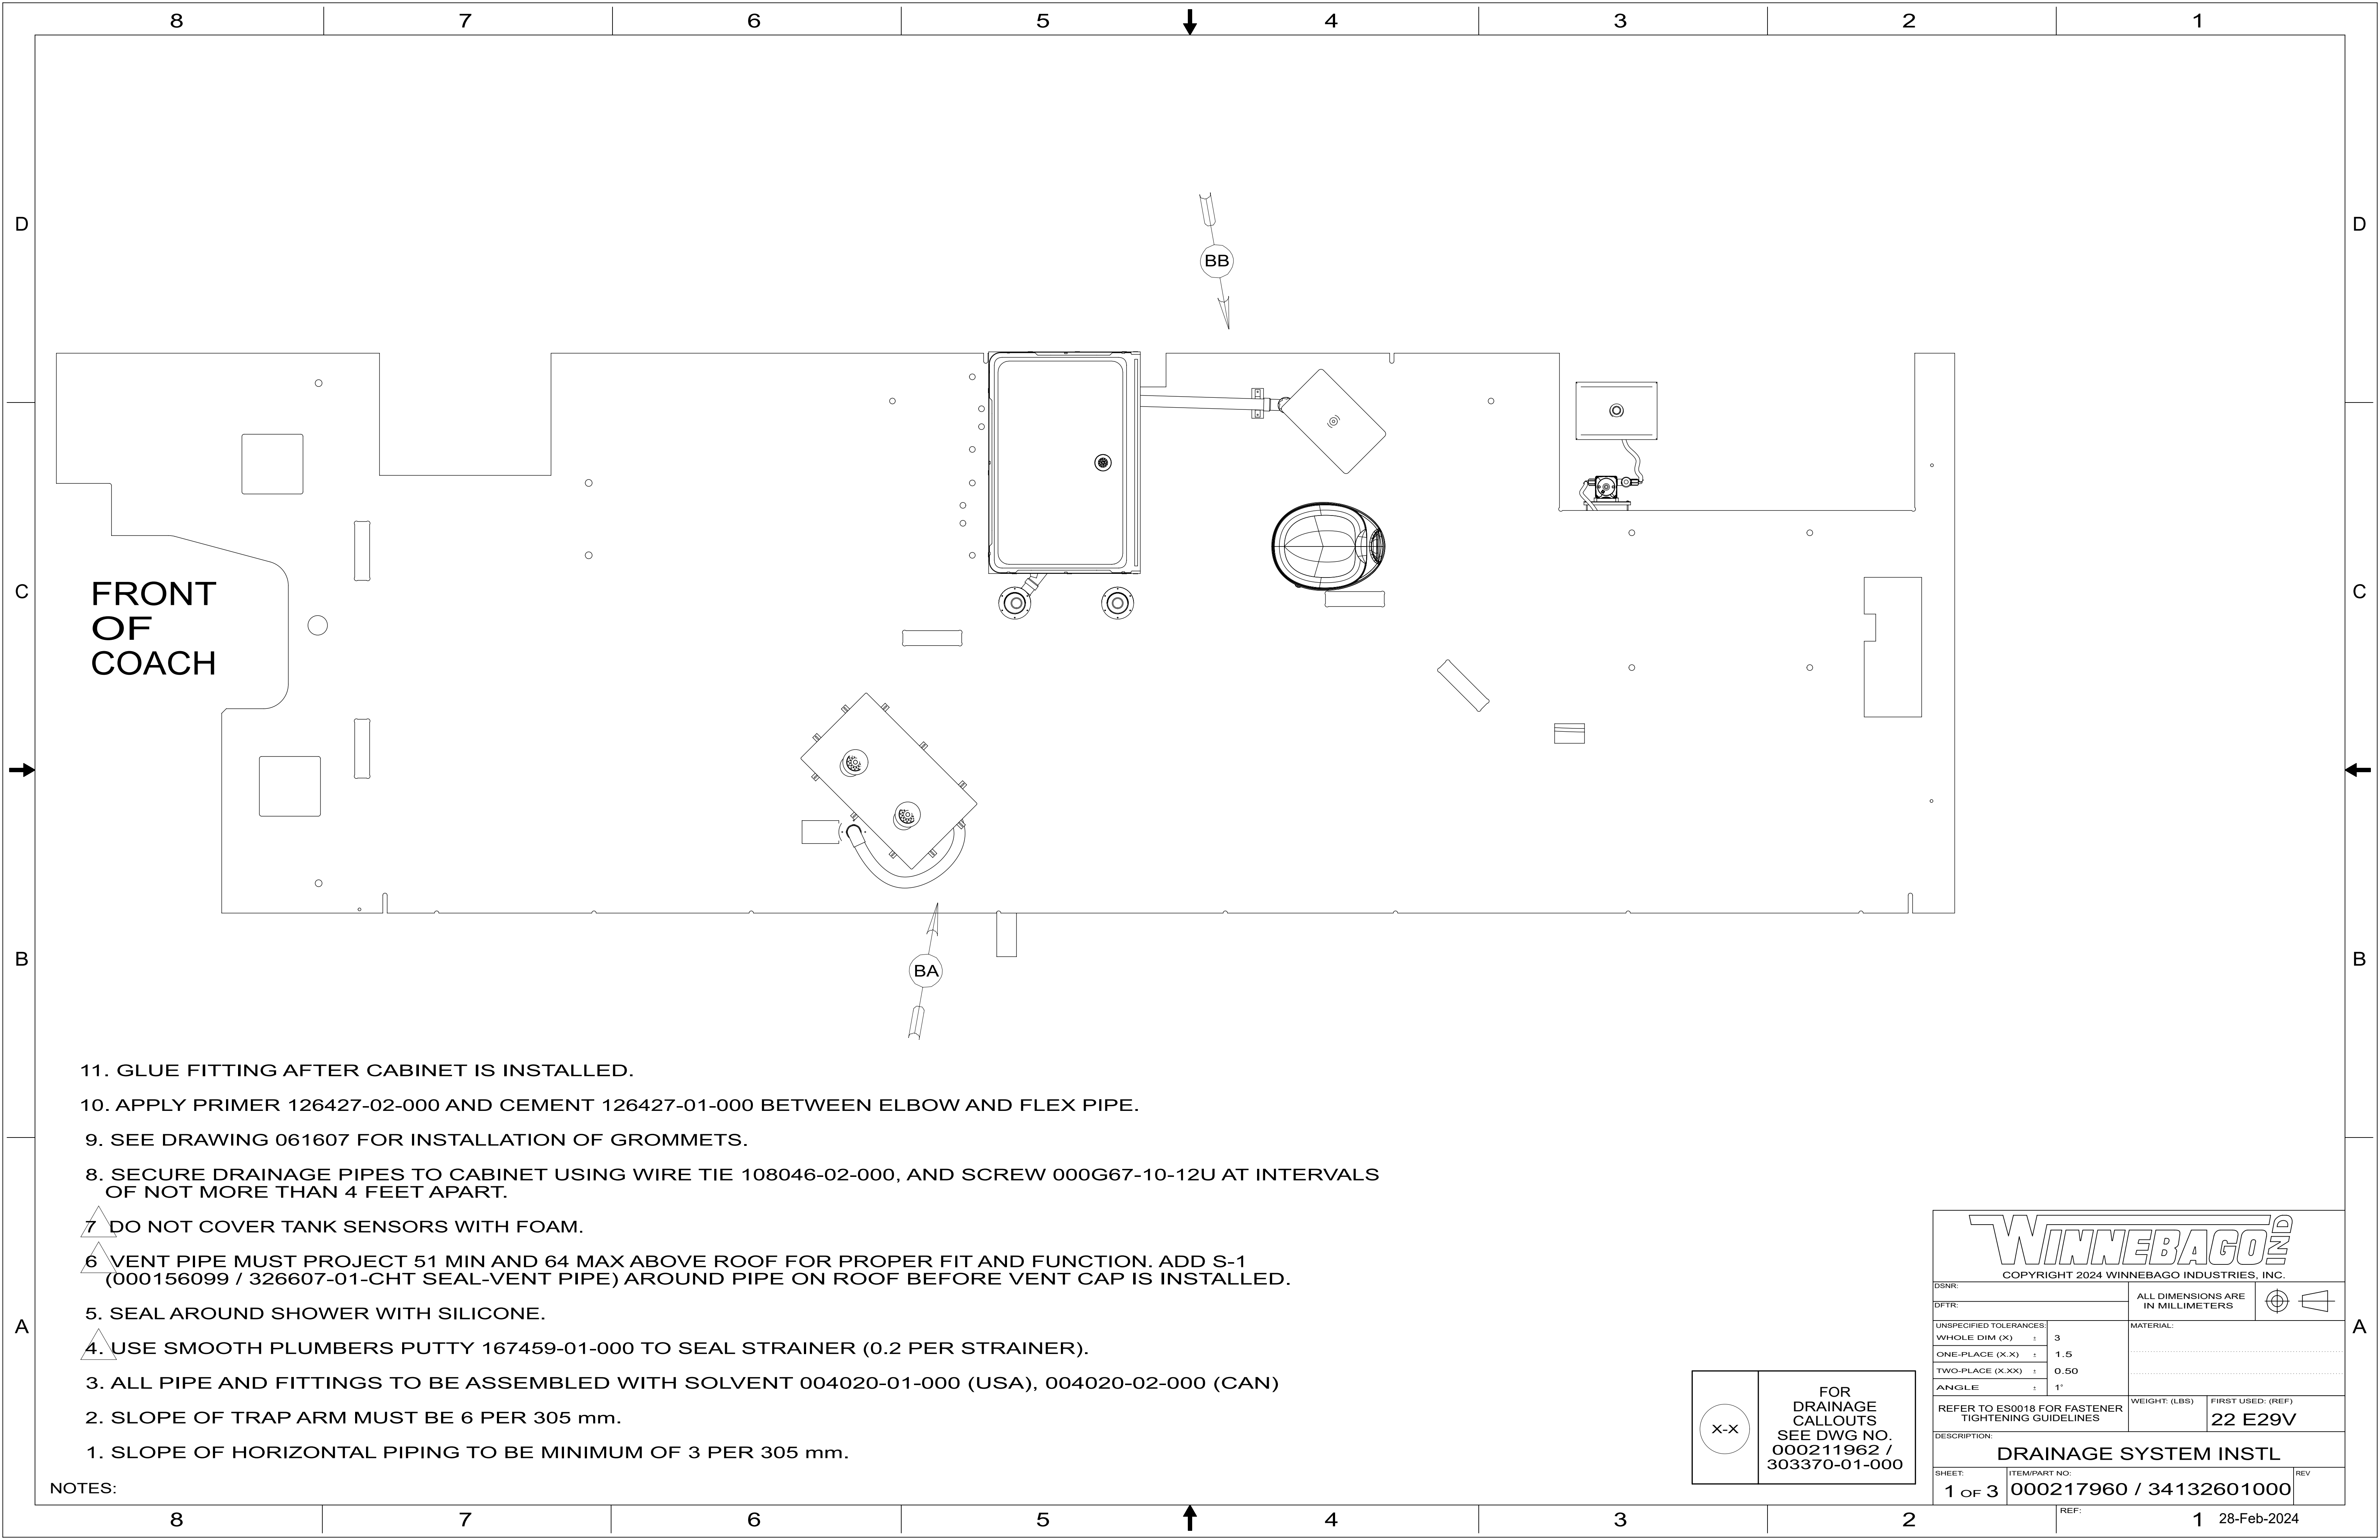 8 7 6 5 4 3 2 1
D D
BB
C C
FRONT
OF
COACH
B B
BA
11. GLUE FITTING AFTER CABINET IS INSTALLED.
10. APPLY PRIMER 126427-02-000 AND CEMENT 126427-01-000 BETWEEN ELBOW AND FLEX PIPE.
9. SEE DRAWING 061607 FOR INSTALLATION OF GROMMETS.
8. SECURE DRAINAGE PIPES TO CABINET USING WIRE TIE 108046-02-000, AND SCREW 000G67-10-12U AT INTERVALS
OF NOT MORE THAN 4 FEET APART.
7 DO NOT COVER TANK SENSORS WITH FOAM.
6 VENT PIPE MUST PROJECT 51 MIN AND 64 MAX ABOVE ROOF FOR PROPER FIT AND FUNCTION. ADD S-1
(000156099 / 326607-01-CHT SEAL-VENT PIPE) AROUND PIPE ON ROOF BEFORE VENT CAP IS INSTALLED.
5. SEAL AROUND SHOWER WITH SILICONE.
4. USE SMOOTH PLUMBERS PUTTY 167459-01-000 TO SEAL STRAINER (0.2 PER STRAINER).
3. ALL PIPE AND FITTINGS TO BE ASSEMBLED WITH SOLVENT 004020-01-000 (USA), 004020-02-000 (CAN)
2. SLOPE OF TRAP ARM MUST BE 6 PER 305 mm.
1. SLOPE OF HORIZONTAL PIPING TO BE MINIMUM OF 3 PER 305 mm.
NOTES:
A A
X-X
FOR
DRAINAGE
CALLOUTS
SEE DWG NO.
000211962 /
303370-01-000
WINNEBAGO IND
COPYRIGHT 2024 WINNEBAGO INDUSTRIES, INC.
DSNR:
DFTR:
ALL DIMENSIONS ARE
IN MILLIMETERS
UNSPECIFIED TOLERANCES:
WHOLE DIM (X) ± 3
ONE-PLACE (X.X) ± 1.5
TWO-PLACE (X.XX) ± 0.50
ANGLE ± 1°
MATERIAL:
REFER TO ES0018 FOR FASTENER
TIGHTENING GUIDELINES
WEIGHT: (LBS)
FIRST USED: (REF)
22 E29V
DESCRIPTION:
DRAINAGE SYSTEM INSTL
SHEET:
1 OF 3
ITEM/PART NO:
000217960 / 34132601000
REV
8 7 6 5 4 3 2 1
REF:
28-Feb-2024